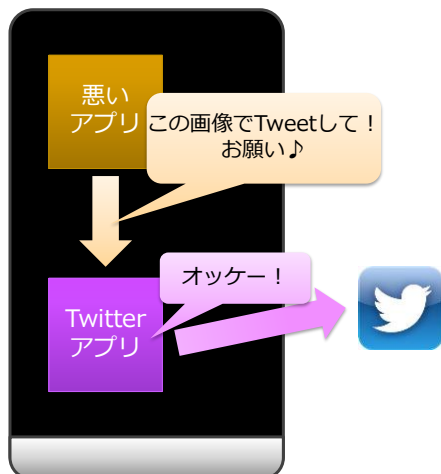 悪い
アプリ
この画像でTweetして！
お願い♪
オッケー！
Twitter
アプリ